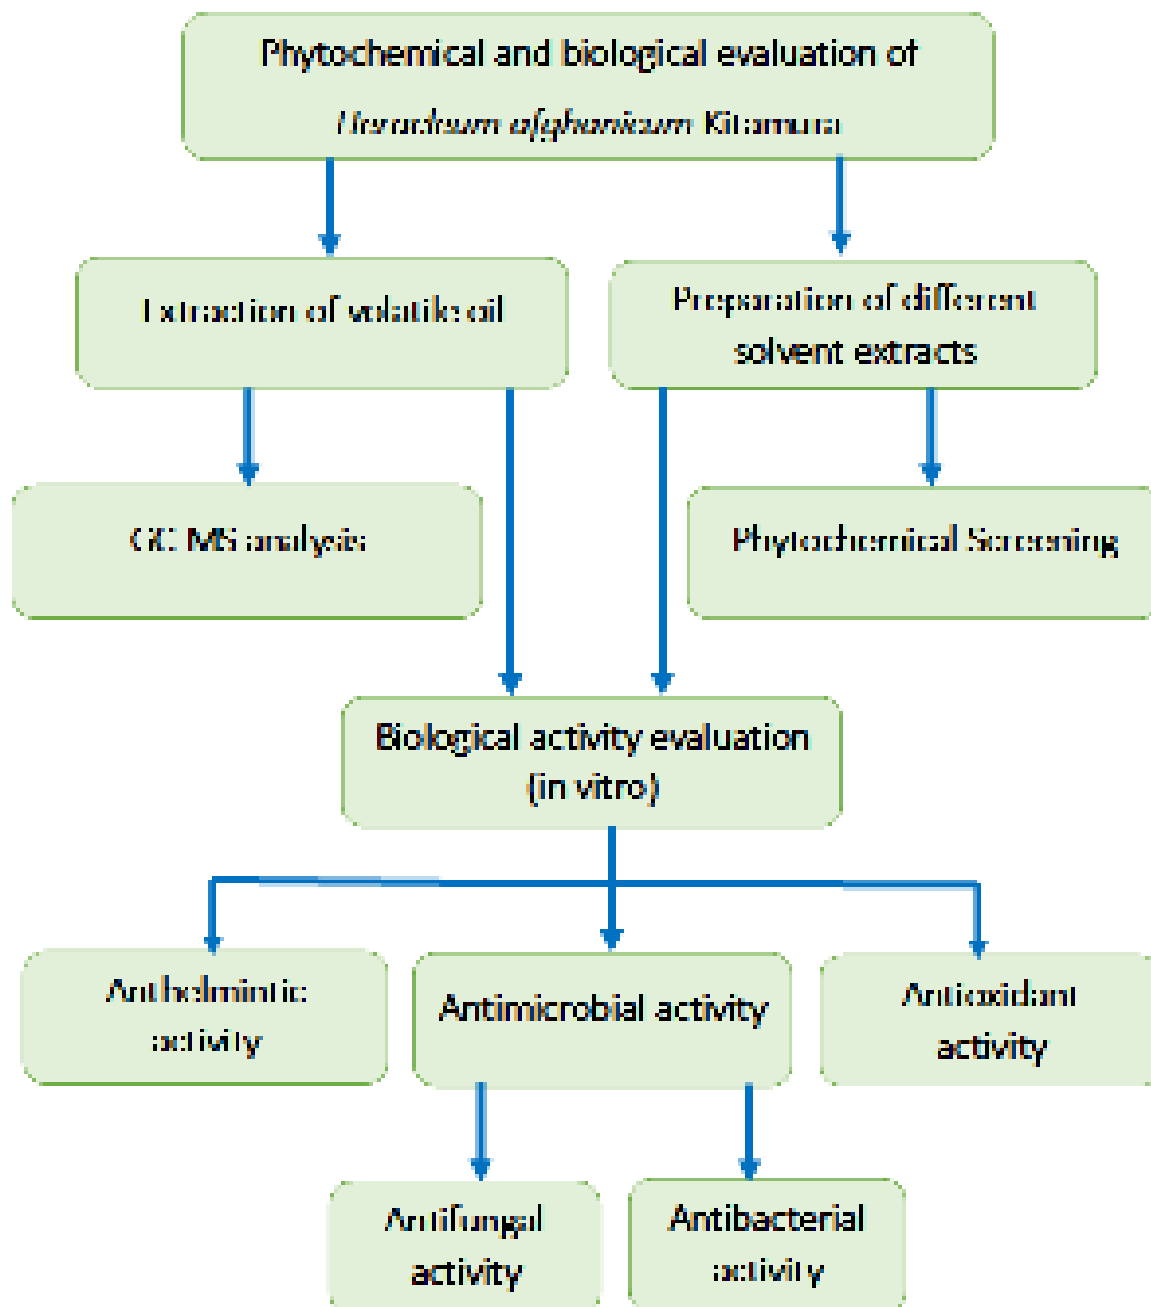 Phytochemical and biological evaluation of
Heracleum afghanicum Kitamura
Extraction of volatile oil
Preparation of different
solvent extracts
GC MS analysis
Phytochemical Screening
Biological activity evaluation
(in vitro)
Anthelmintic
activity
Antimicrobial activity
Antioxidant
activity
Antifungal
activity
Antibacterial
activity